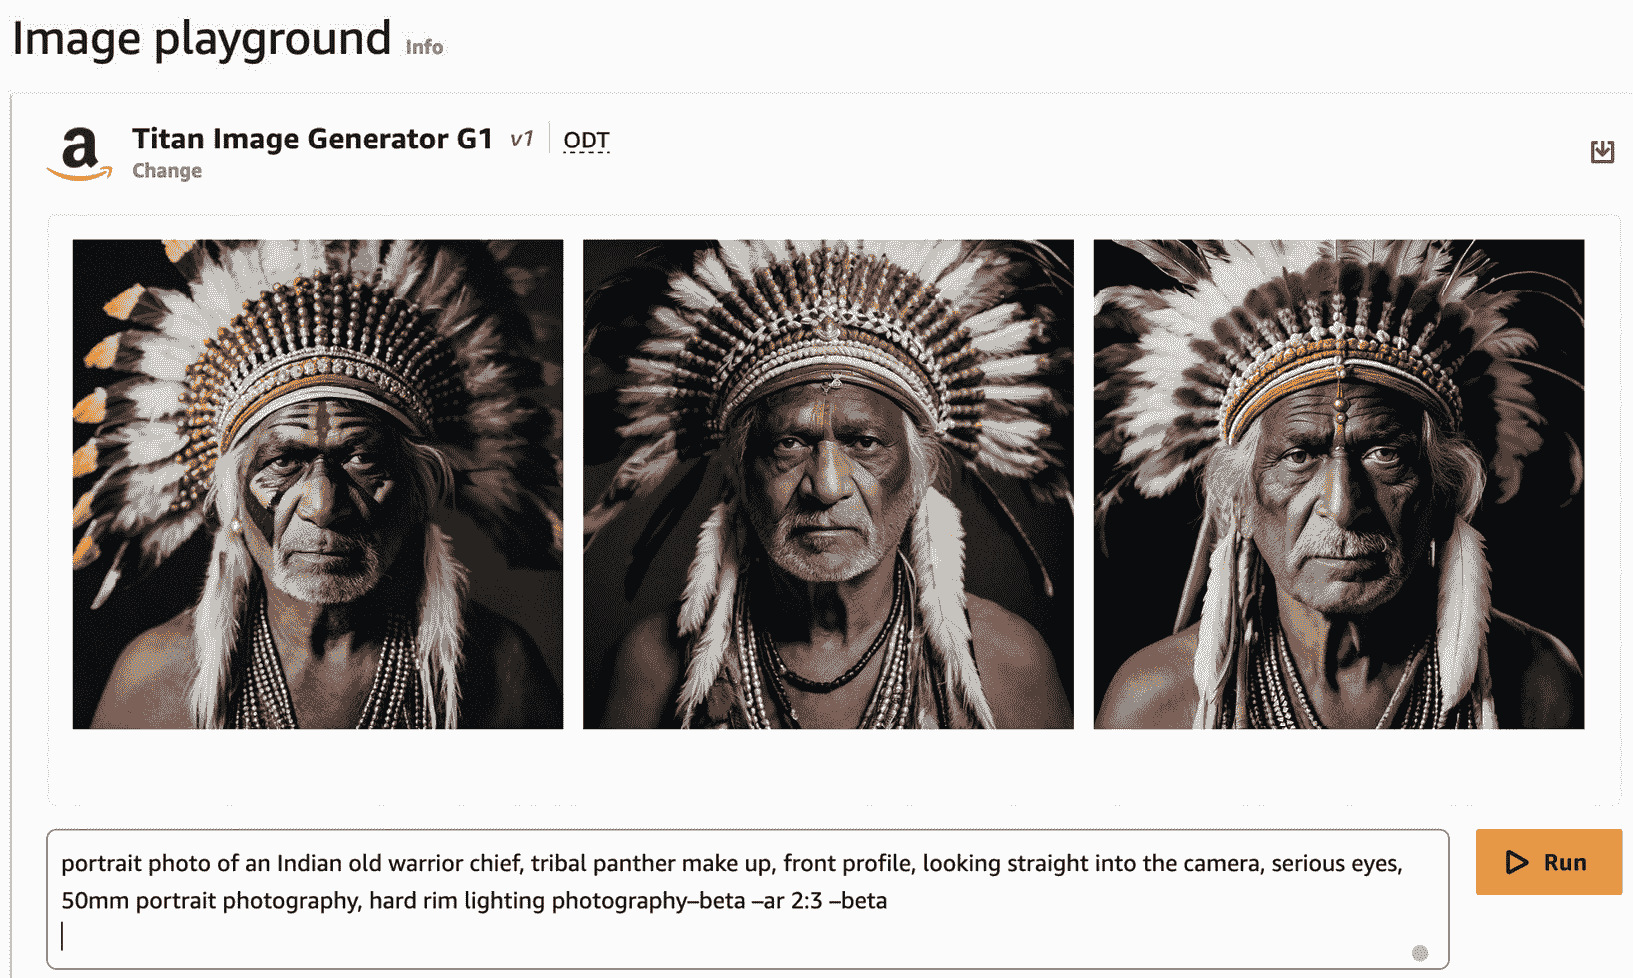 Image playground Info
Titan Image Generator G1 v1 ODT
Change
portrait photo of an Indian old warrior chief, tribal panther make up, front profile, looking straight into the camera, serious eyes,
50mm portrait photography, hard rim lighting photography–beta –ar 2:3 –beta
Run